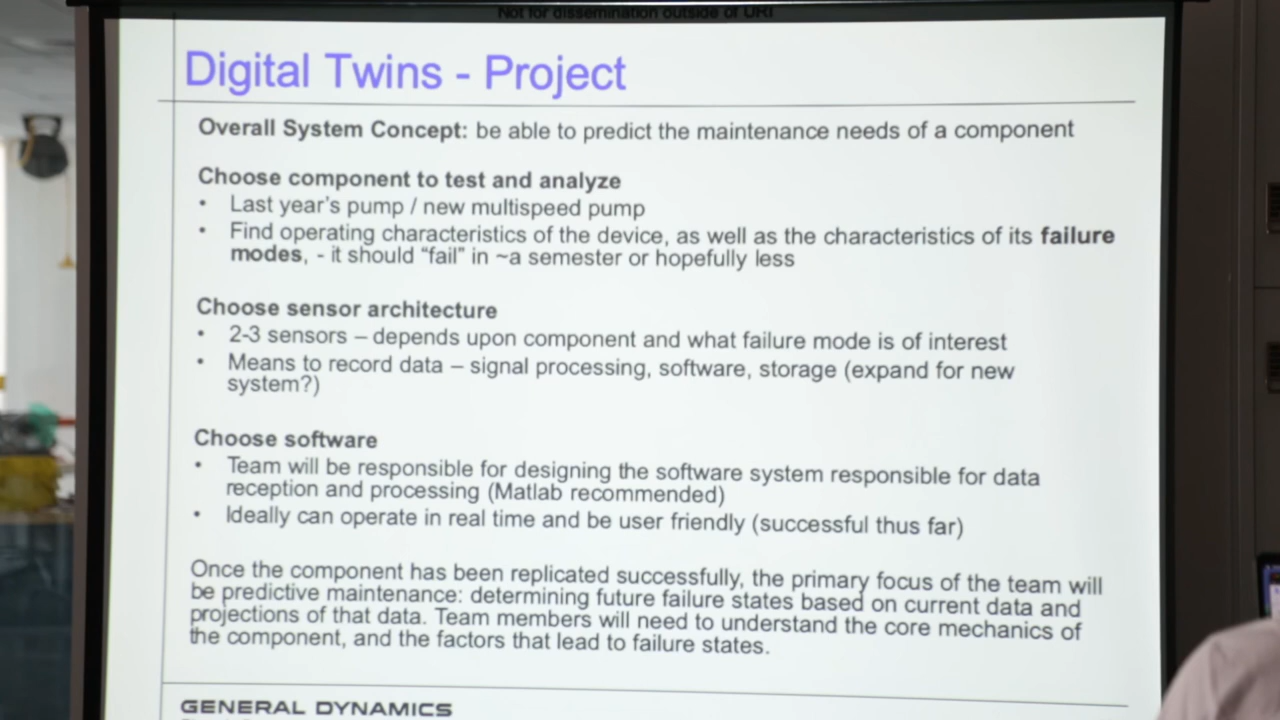 Not for dissemination outside of URI
Digital Twins - Project
Overall System Concept: be able to predict the maintenance needs of a component
Choose component to test and analyze
• Last year's pump / new multispeed pump
• Find operating characteristics of the device, as well as the characteristics of its failure
modes, - it should “fail” in ~a semester or hopefully less
Choose sensor architecture
• 2-3 sensors – depends upon component and what failure mode is of interest
• Means to record data – signal processing, software, storage (expand for new
system?)
Choose software
• Team will be responsible for designing the software system responsible for data
reception and processing (Matlab recommended)
• Ideally can operate in real time and be user friendly (successful thus far)
Once the component has been replicated successfully, the primary focus of the team will
be predictive maintenance: determining future failure states based on current data and
projections of that data. Team members will need to understand the core mechanics of
the component, and the factors that lead to failure states.
GENERAL DYNAMICS